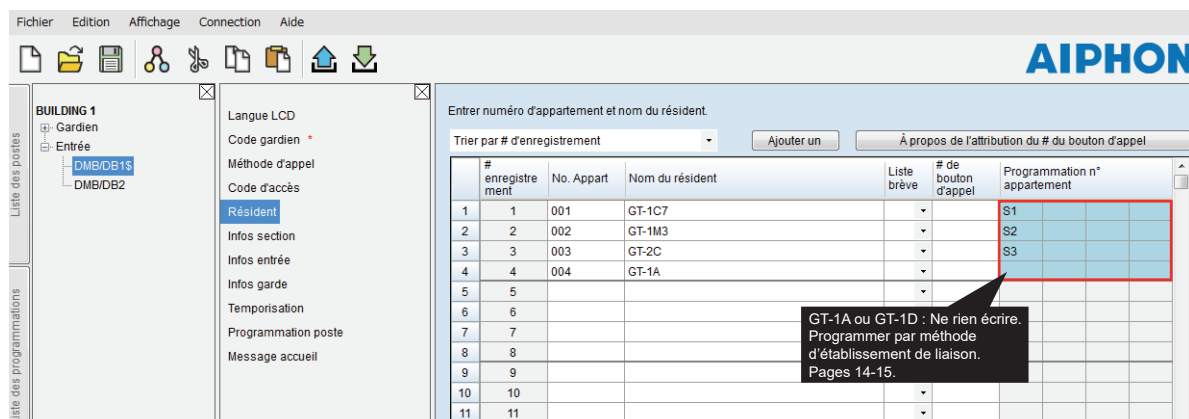 Fichier Edition Affichage Connection Aide
AIPHON
Liste des postes
Liste des programmations
BUILDING 1
Gardien
Entrée
DMB/DB1$
DMB/DB2
Langue LCD
Code gardien *
Méthode d'appel
Code d'accès
Résident
Infos section
Infos entrée
Infos garde
Temporisation
Programmation poste
Message accueil
Entrer numéro d'appartement et nom du résident.
Trier par # d'enregistrement
Ajouter un
À propos de l'attribution du # du bouton d'appel
#
enregistre
ment
No. Appart
Nom du résident
Liste
brève
# de
bouton
d'appel
Programmation n°
appartement
1 1 001 GT-1C7 S1
2 2 002 GT-1M3 S2
3 3 003 GT-2C S3
4 4 004 GT-1A
5 5
6 6
7 7
8 8
9 9
10 10
11 11
GT-1A ou GT-1D : Ne rien écrire.
Programmer par méthode
d'établissement de liaison.
Pages 14-15.